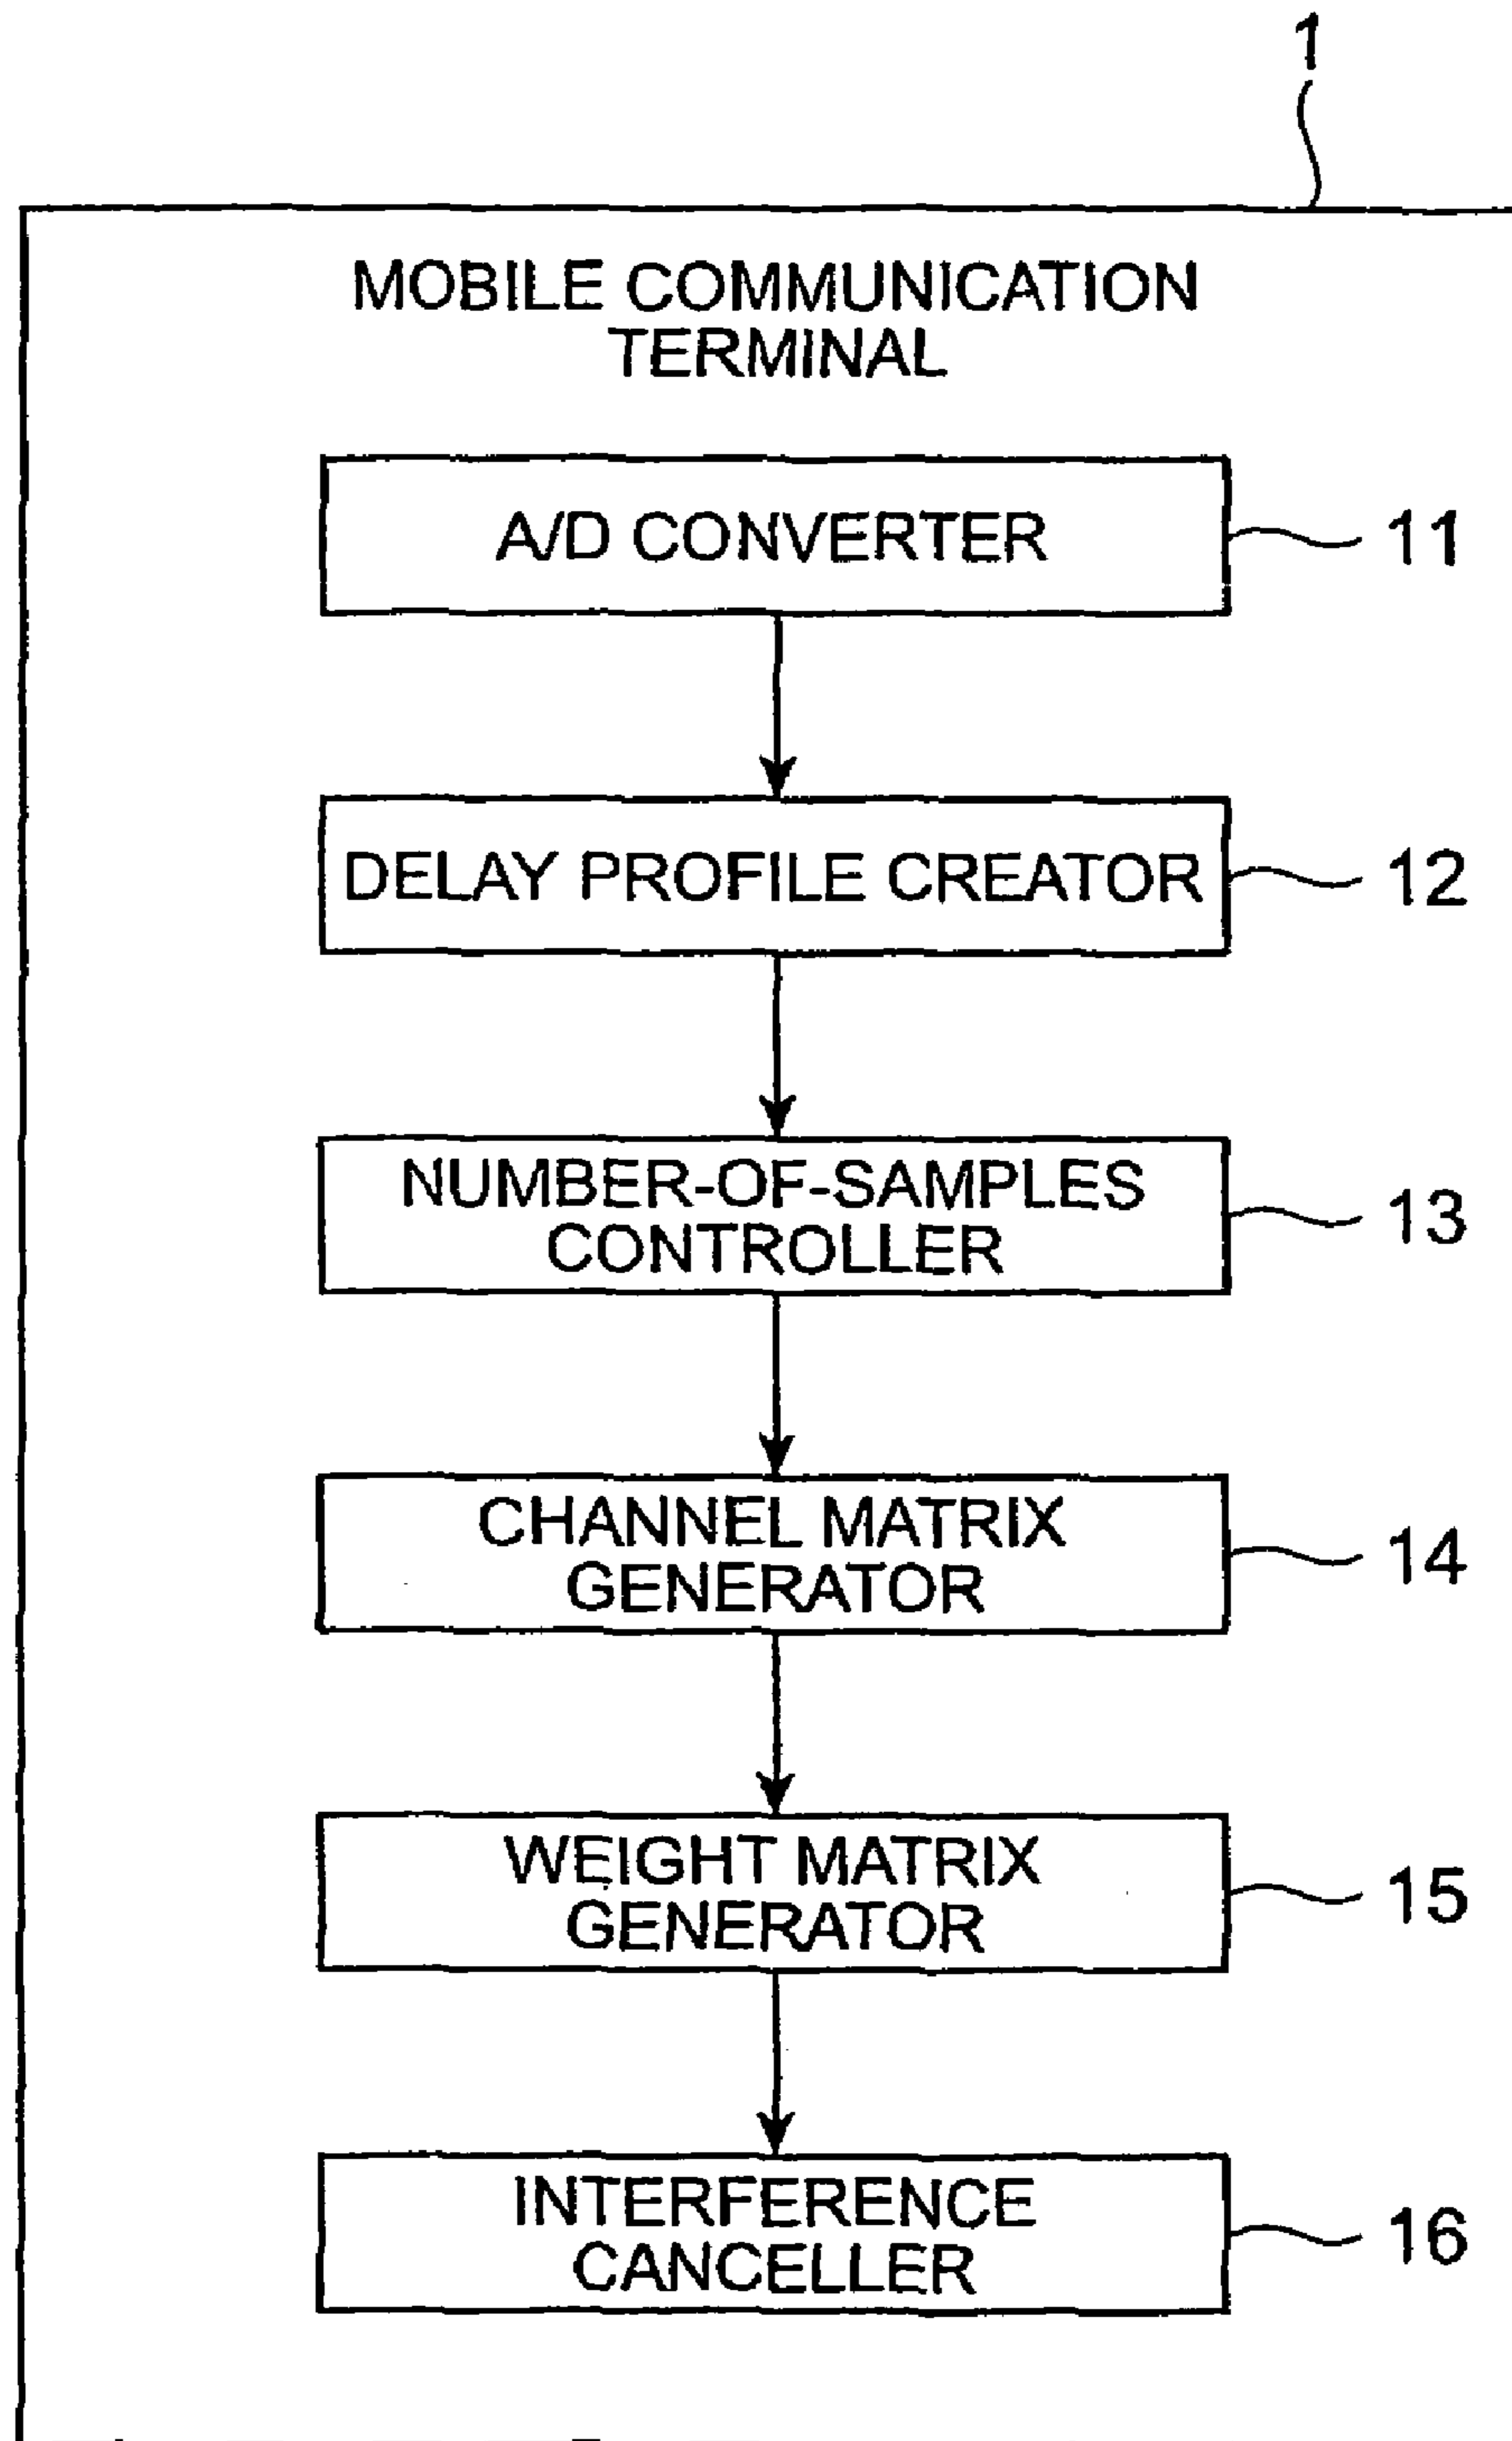 1
MOBILE COMMUNICATION
TERMINAL
A/D CONVERTER
11
DELAY PROFILE CREATOR
12
NUMBER-OF-SAMPLES
CONTROLLER
13
CHANNEL MATRIX
GENERATOR
14
WEIGHT MATRIX
GENERATOR
15
INTERFERENCE
CANCELLER
16